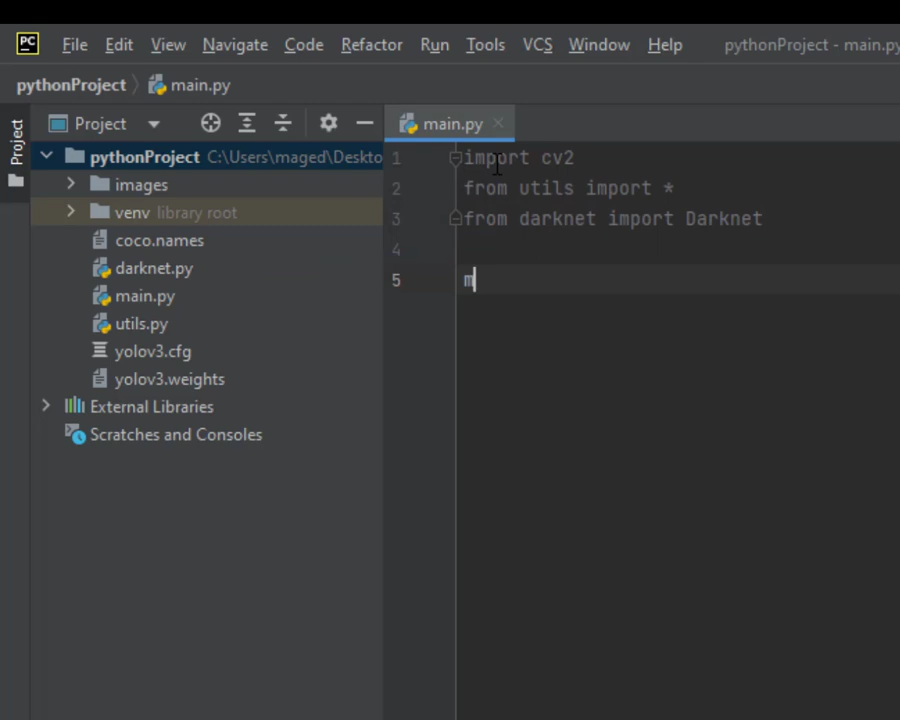 PC File Edit View Navigate Code Refactor Run Tools VCS Window Help pythonProject - main.py
pythonProject main.py
Project
Project
main.py
pythonProject C:\Users\maged\Deskto
images
venv library root
coco.names
darknet.py
main.py
utils.py
yolov3.cfg
yolov3.weights
External Libraries
Scratches and Consoles
1 import cv2
2 from utils import *
3 from darknet import Darknet
4
5 m